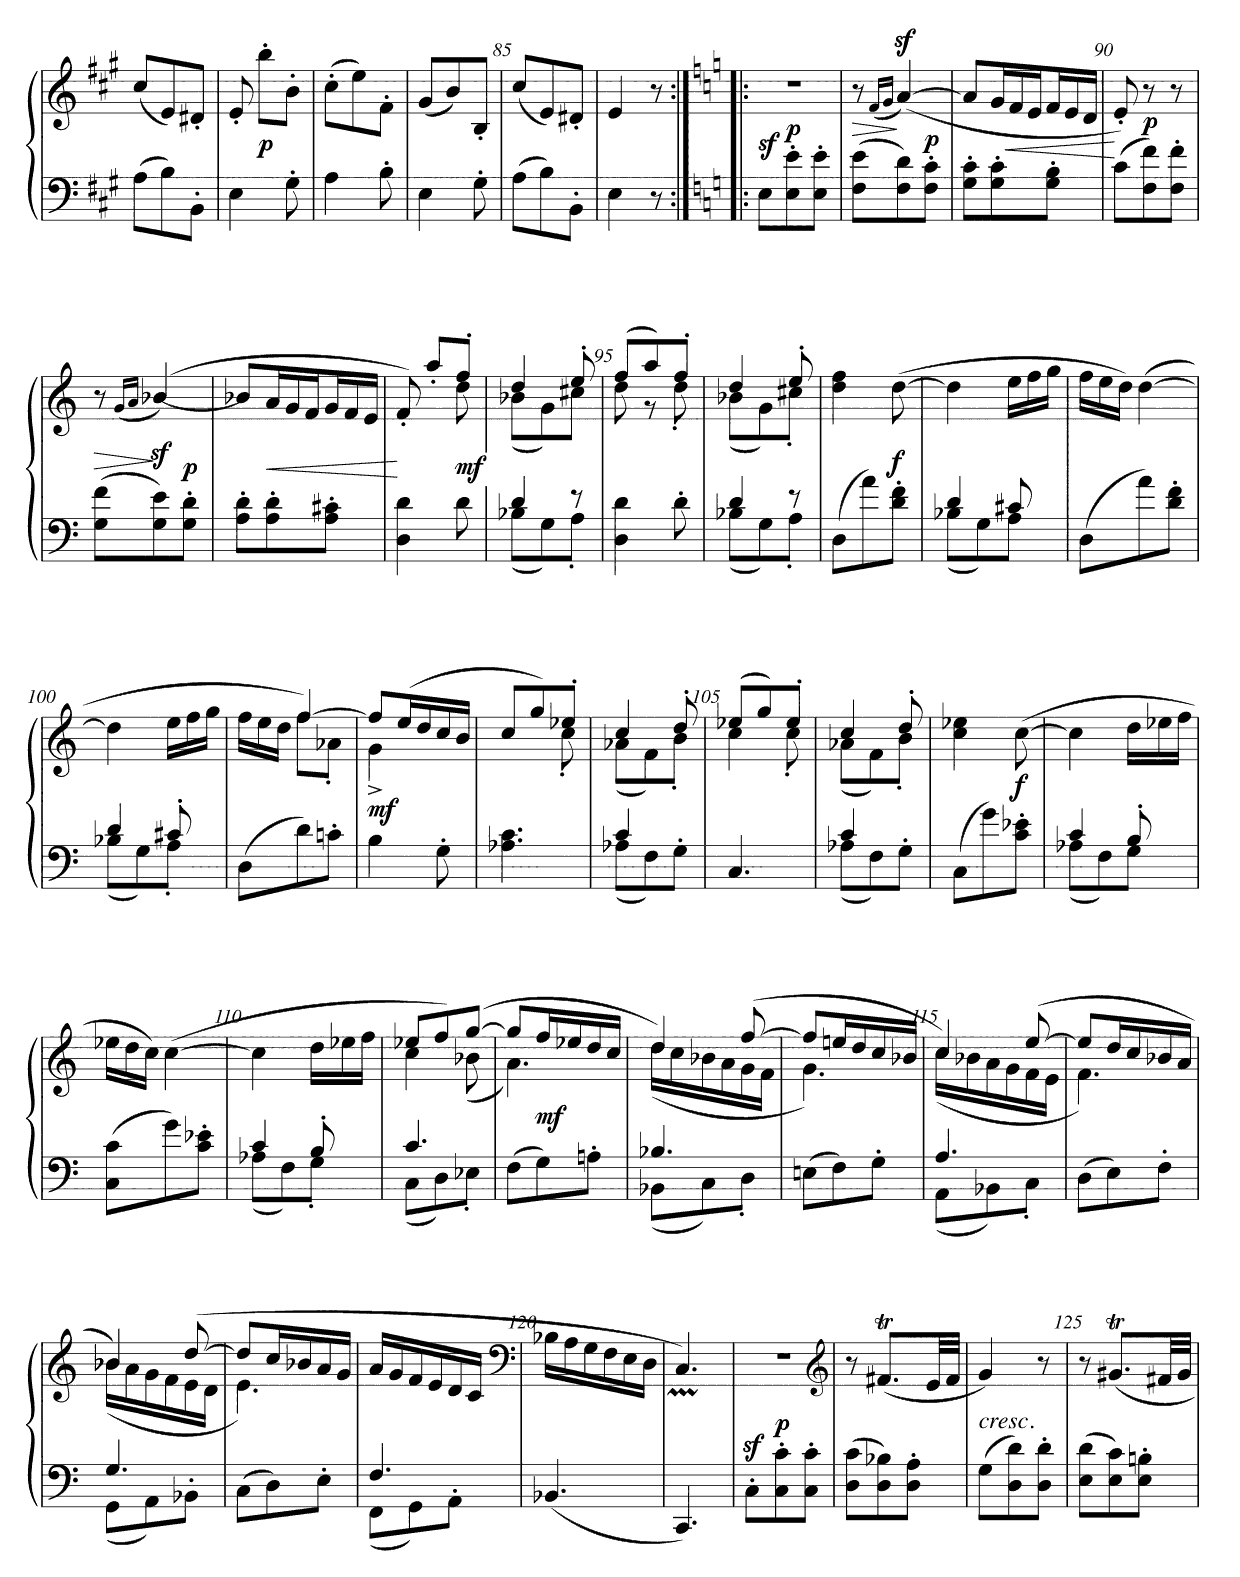 85 sf 90
p sf p p p
95
sf p mf f
100 105
mf f
110 115
mf
120 tr 125 tr
sf p cresc.